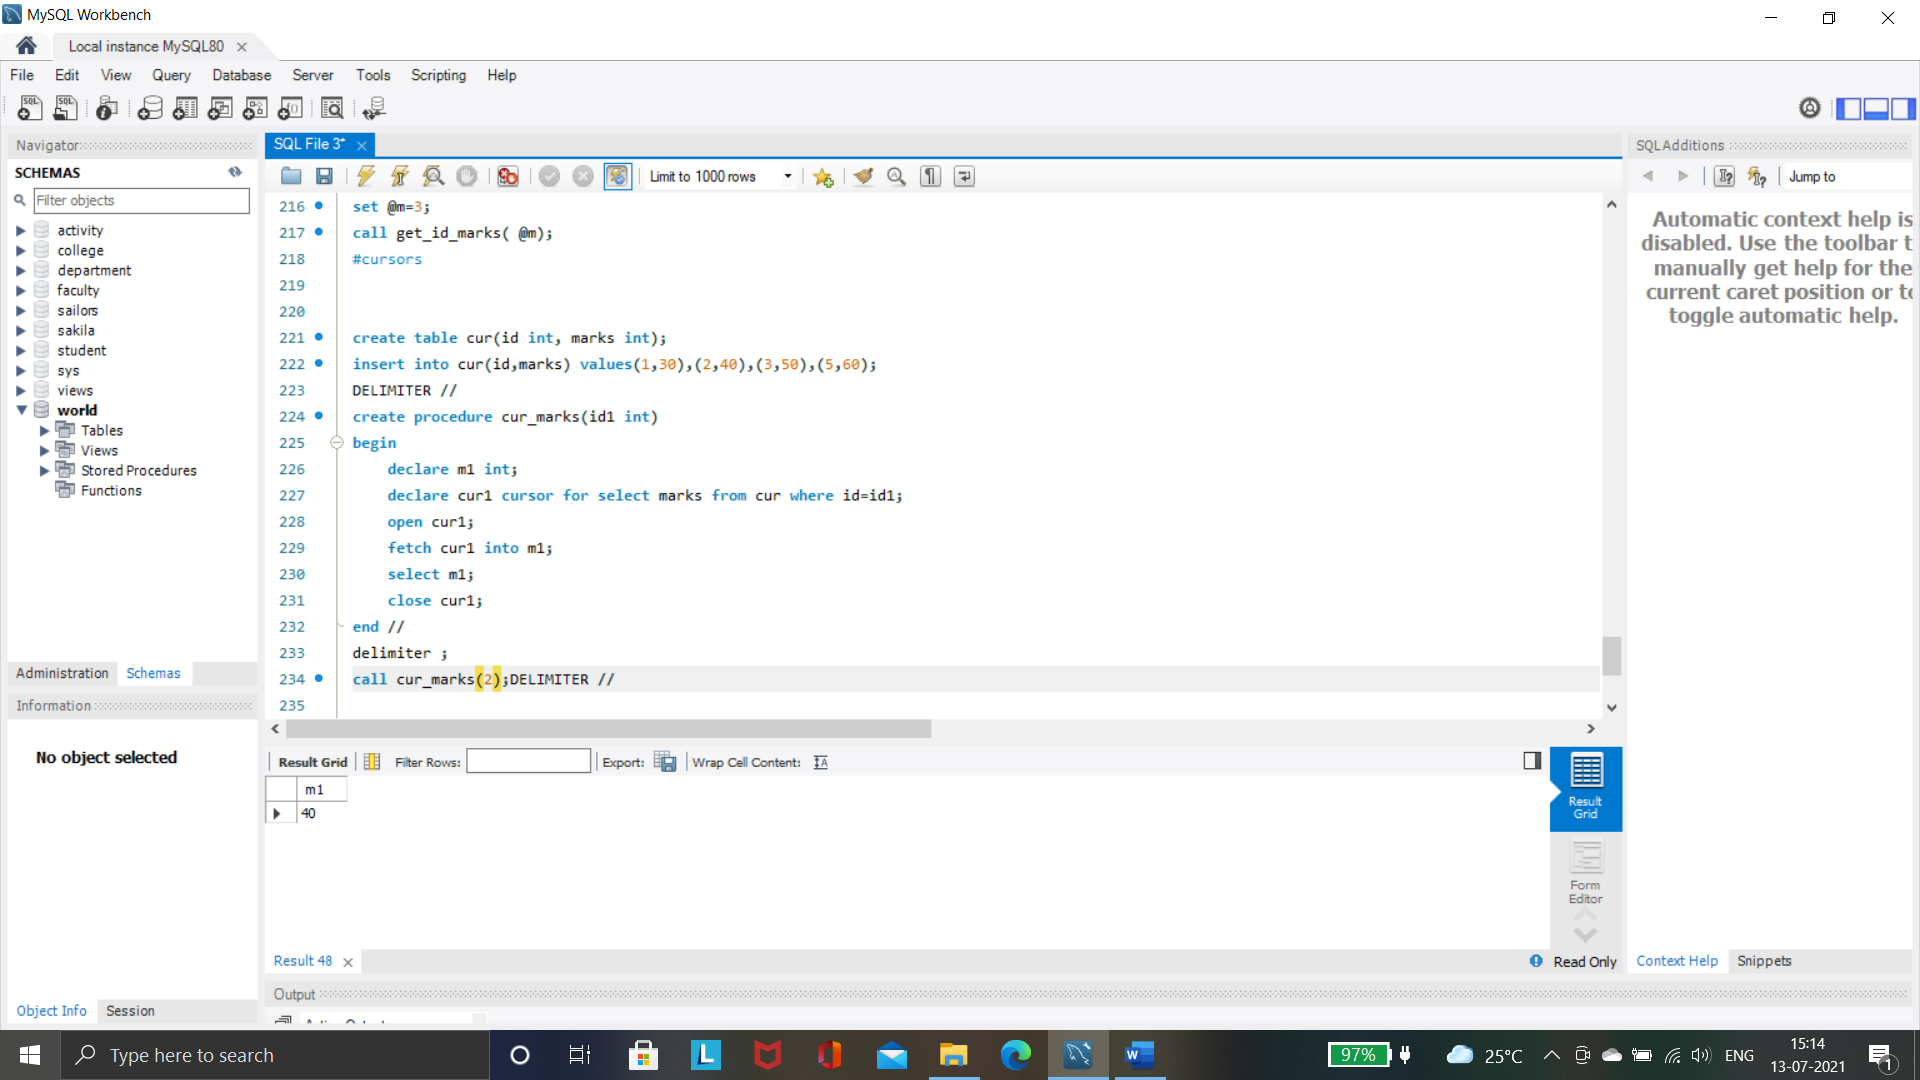 MySQL Workbench
Local instance MySQL80
File Edit View Query Database Server Tools Scripting Help
Navigator
SCHEMAS
Filter objects
activity
college
department
faculty
sailors
sakila
student
sys
views
world
Tables
Views
Stored Procedures
Functions
Administration Schemas
Information
No object selected
Object Info Session
SQL File 3*
Limit to 1000 rows
216 set @m=3;
217 call get_id_marks( @m);
218 #cursors
219
220
221 create table cur(id int, marks int);
222 insert into cur(id,marks) values(1,30),(2,40),(3,50),(5,60);
223 DELIMITER //
224 create procedure cur_marks(id1 int)
225 begin
226 declare m1 int;
227 declare cur1 cursor for select marks from cur where id=id1;
228 open cur1;
229 fetch cur1 into m1;
230 select m1;
231 close cur1;
232 end //
233 delimiter ;
234 call cur_marks(2);DELIMITER //
235
Result Grid Filter Rows: Export: Wrap Cell Content:
m1
40
Result Grid
Form Editor
Result 48
Read Only
Output
SQLAdditions
Jump to
Automatic context help is
disabled. Use the toolbar t
manually get help for the
current caret position or to
toggle automatic help.
Context Help Snippets
Type here to search
97%
25°C
ENG
15:14
13-07-2021
1